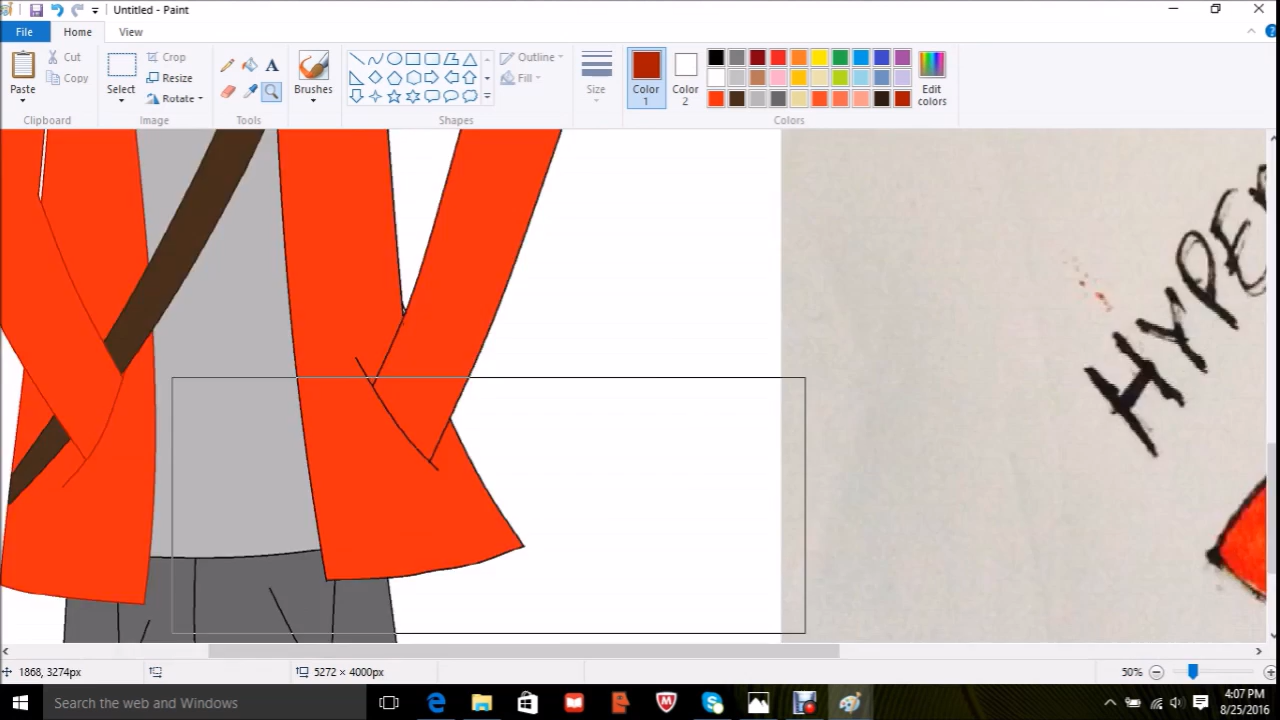 Untitled - Paint
File
Home
View
Paste
Cut
Copy
Clipboard
Select
Crop
Resize
Rotate
Image
A
Tools
Brushes
Outline
Fill
Shapes
Size
Color 1
Color 2
Edit colors
Colors
HYPE
1868, 3274px
5272 × 4000px
50%
Search the web and Windows
4:07 PM
8/25/2016